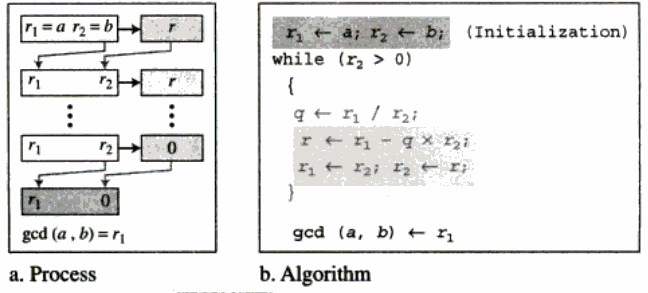 r₁ = a r₂ = b r
r₁ r₂ r
r₁ r₂ 0
r₁ 0
gcd (a , b) = r₁
a. Process
r₁ ← a; r₂ ← b; (Initialization)
while (r₂ > 0)
{
q ← r₁ / r₂;
r ← r₁ − q × r₂;
r₁ ← r₂; r₂ ← r;
}
gcd (a, b) ← r₁
b. Algorithm